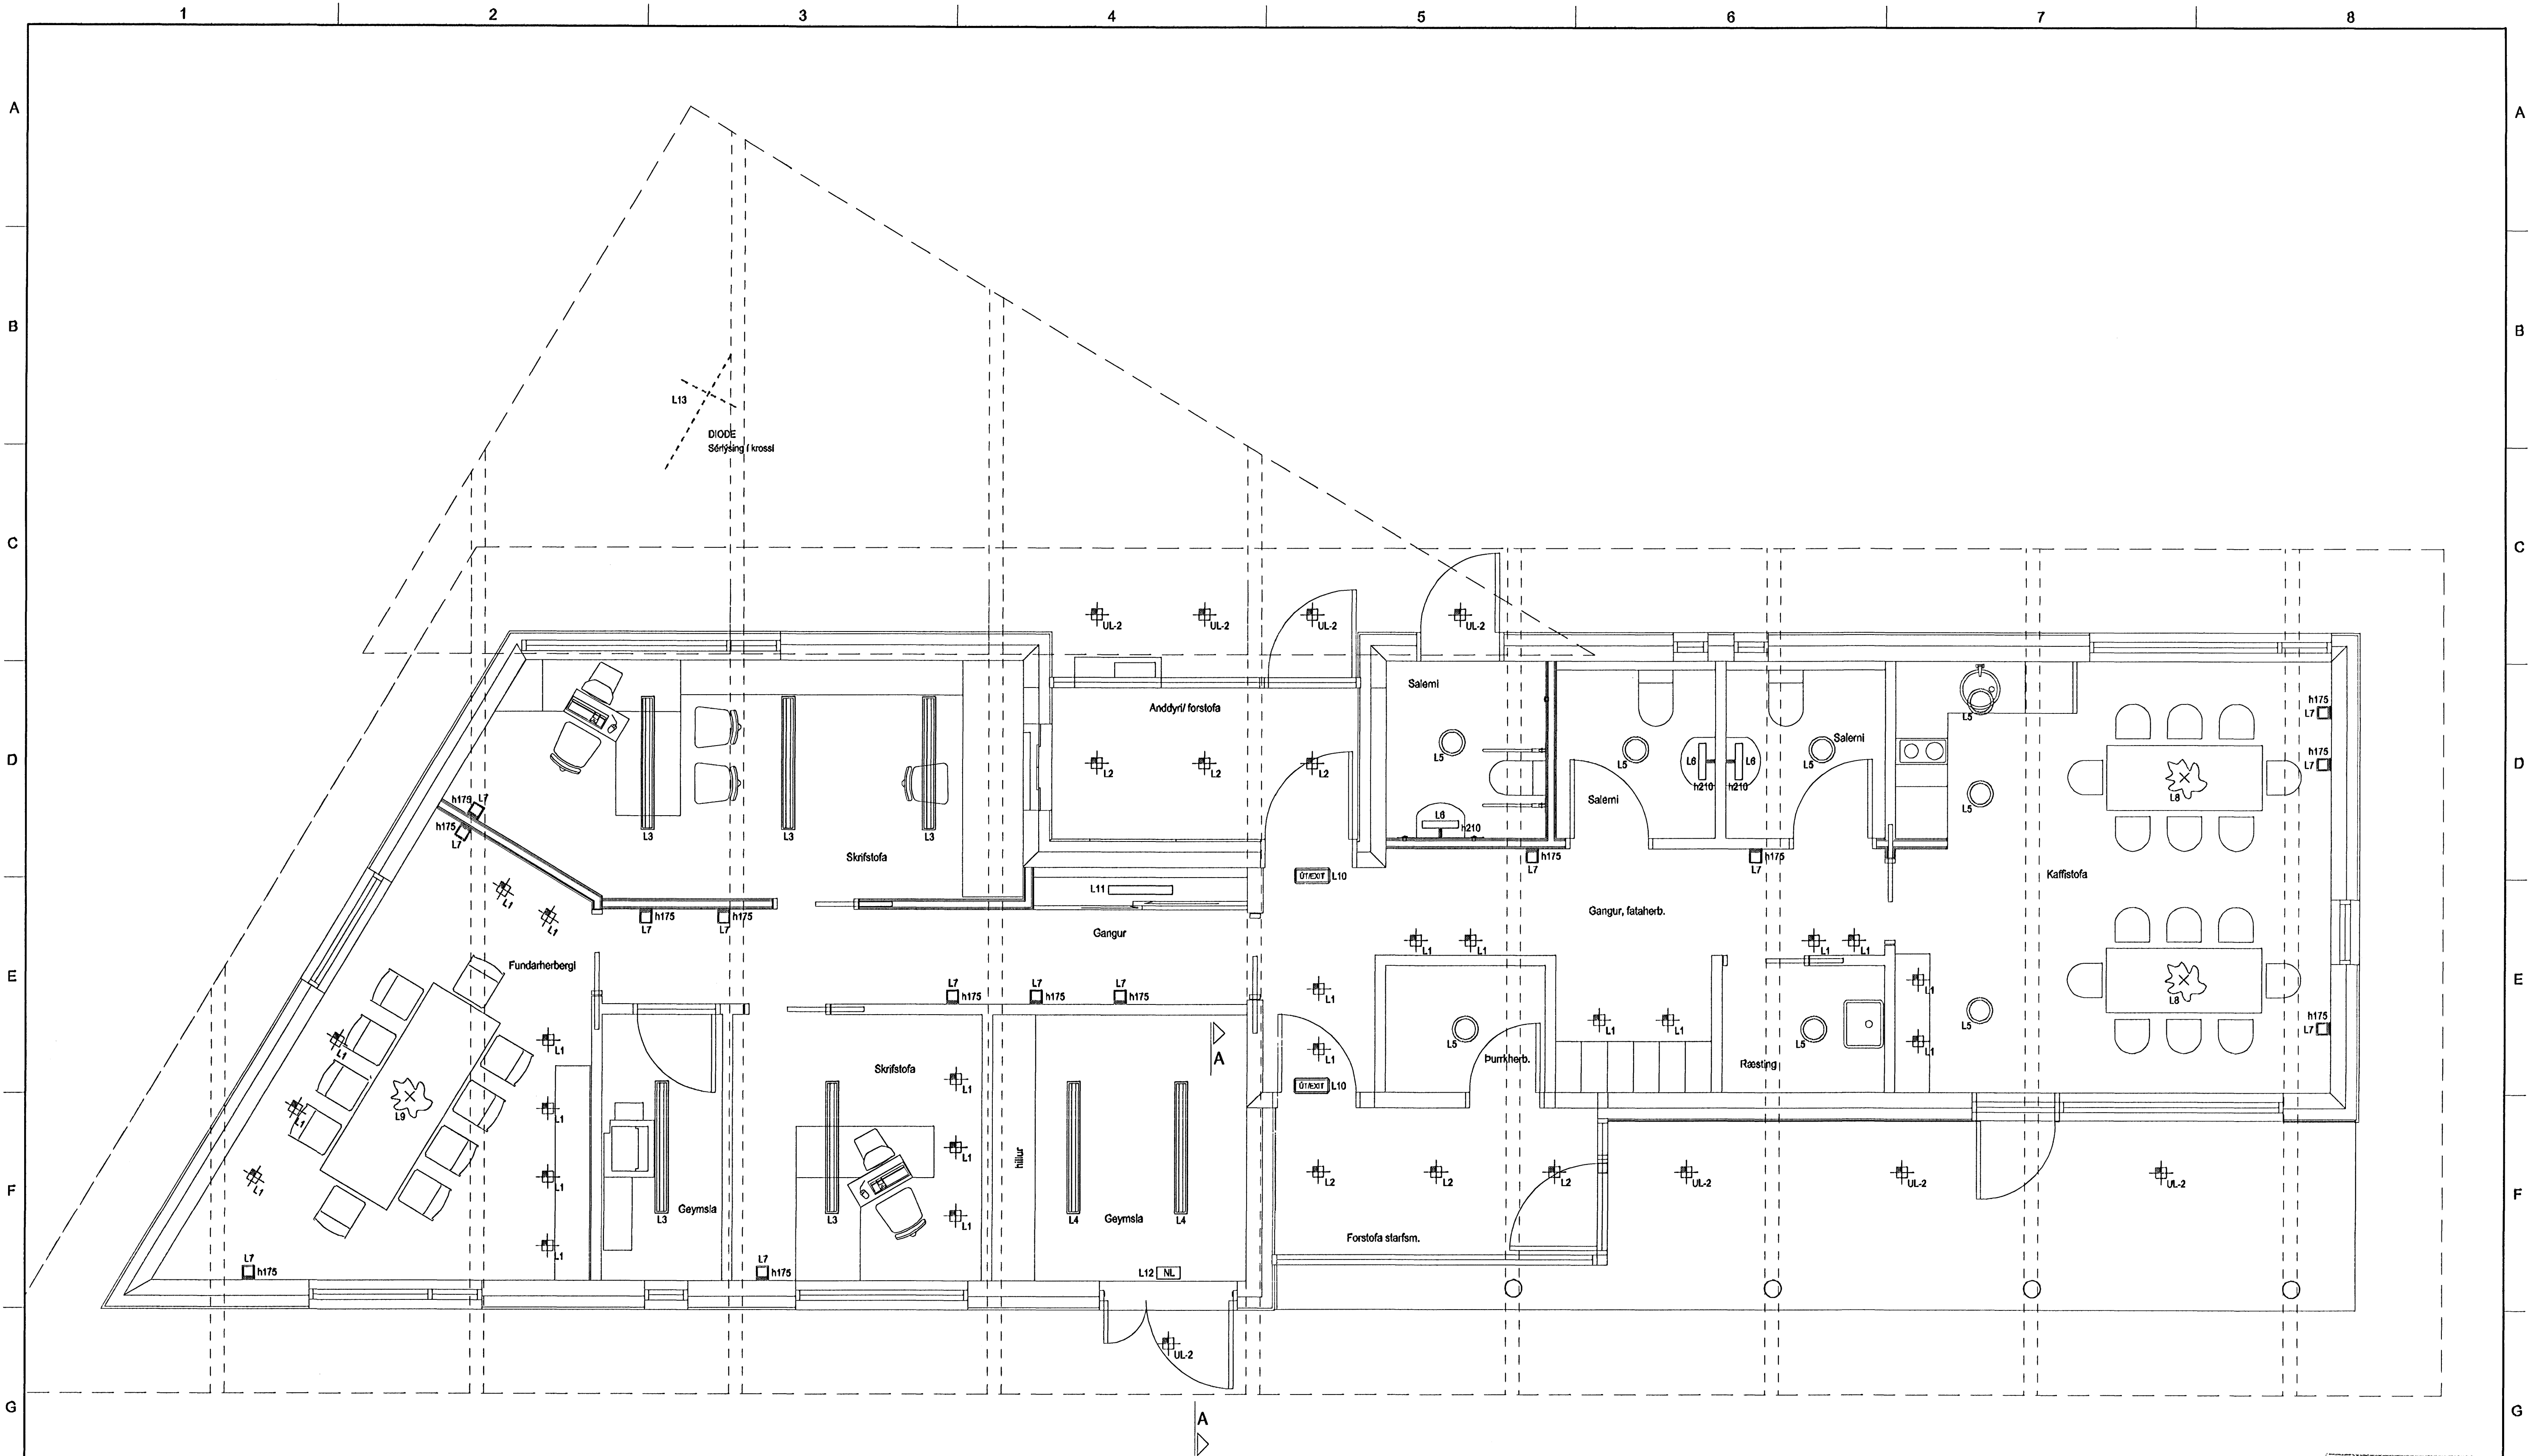 1 2 3 4 5 6 7 8
A A
B B
L13
DIODE
Sérlýsing í krossi
C C
UL-2 UL-2 UL-2 UL-2
Anddyri/ forstofa
Salerni
h175
L7
L5
D D
L2 L2 L2
L5
L5
L6 L6
h210 h210
L5
Salerni
h175
L7
L8
L5
Salerni
h175 L7
h175
L7
L3 L3 L3
L6
h210
Skrifstofa
h175
L7
h175
L7
ÚT/EXIT L10
Kaffistofa
L1
L11
L1
h175
L7
h175
L7
Gangur
Gangur, fataherb.
L1 L1 L1 L1
Fundarherbergi
E E
L7
h175
L7
h175
L7
h175
L1
L1
L8
L5
h175
L7
L1
L1
L1 L1
L5
L5
L1
L1
A
Þurrkherb.
Ræsting
Skrifstofa
L1
ÚT/EXIT L10
L9
L1
L1
L1
hillur
F F
L1
L1
L2 L2 L2
UL-2 UL-2 UL-2
L3
Geymsla
L3
L1
L4
Geymsla
L4
Forstofa starfsm.
L1
L7
h175
L7
h175
L12 NL
UL-2
G G
A